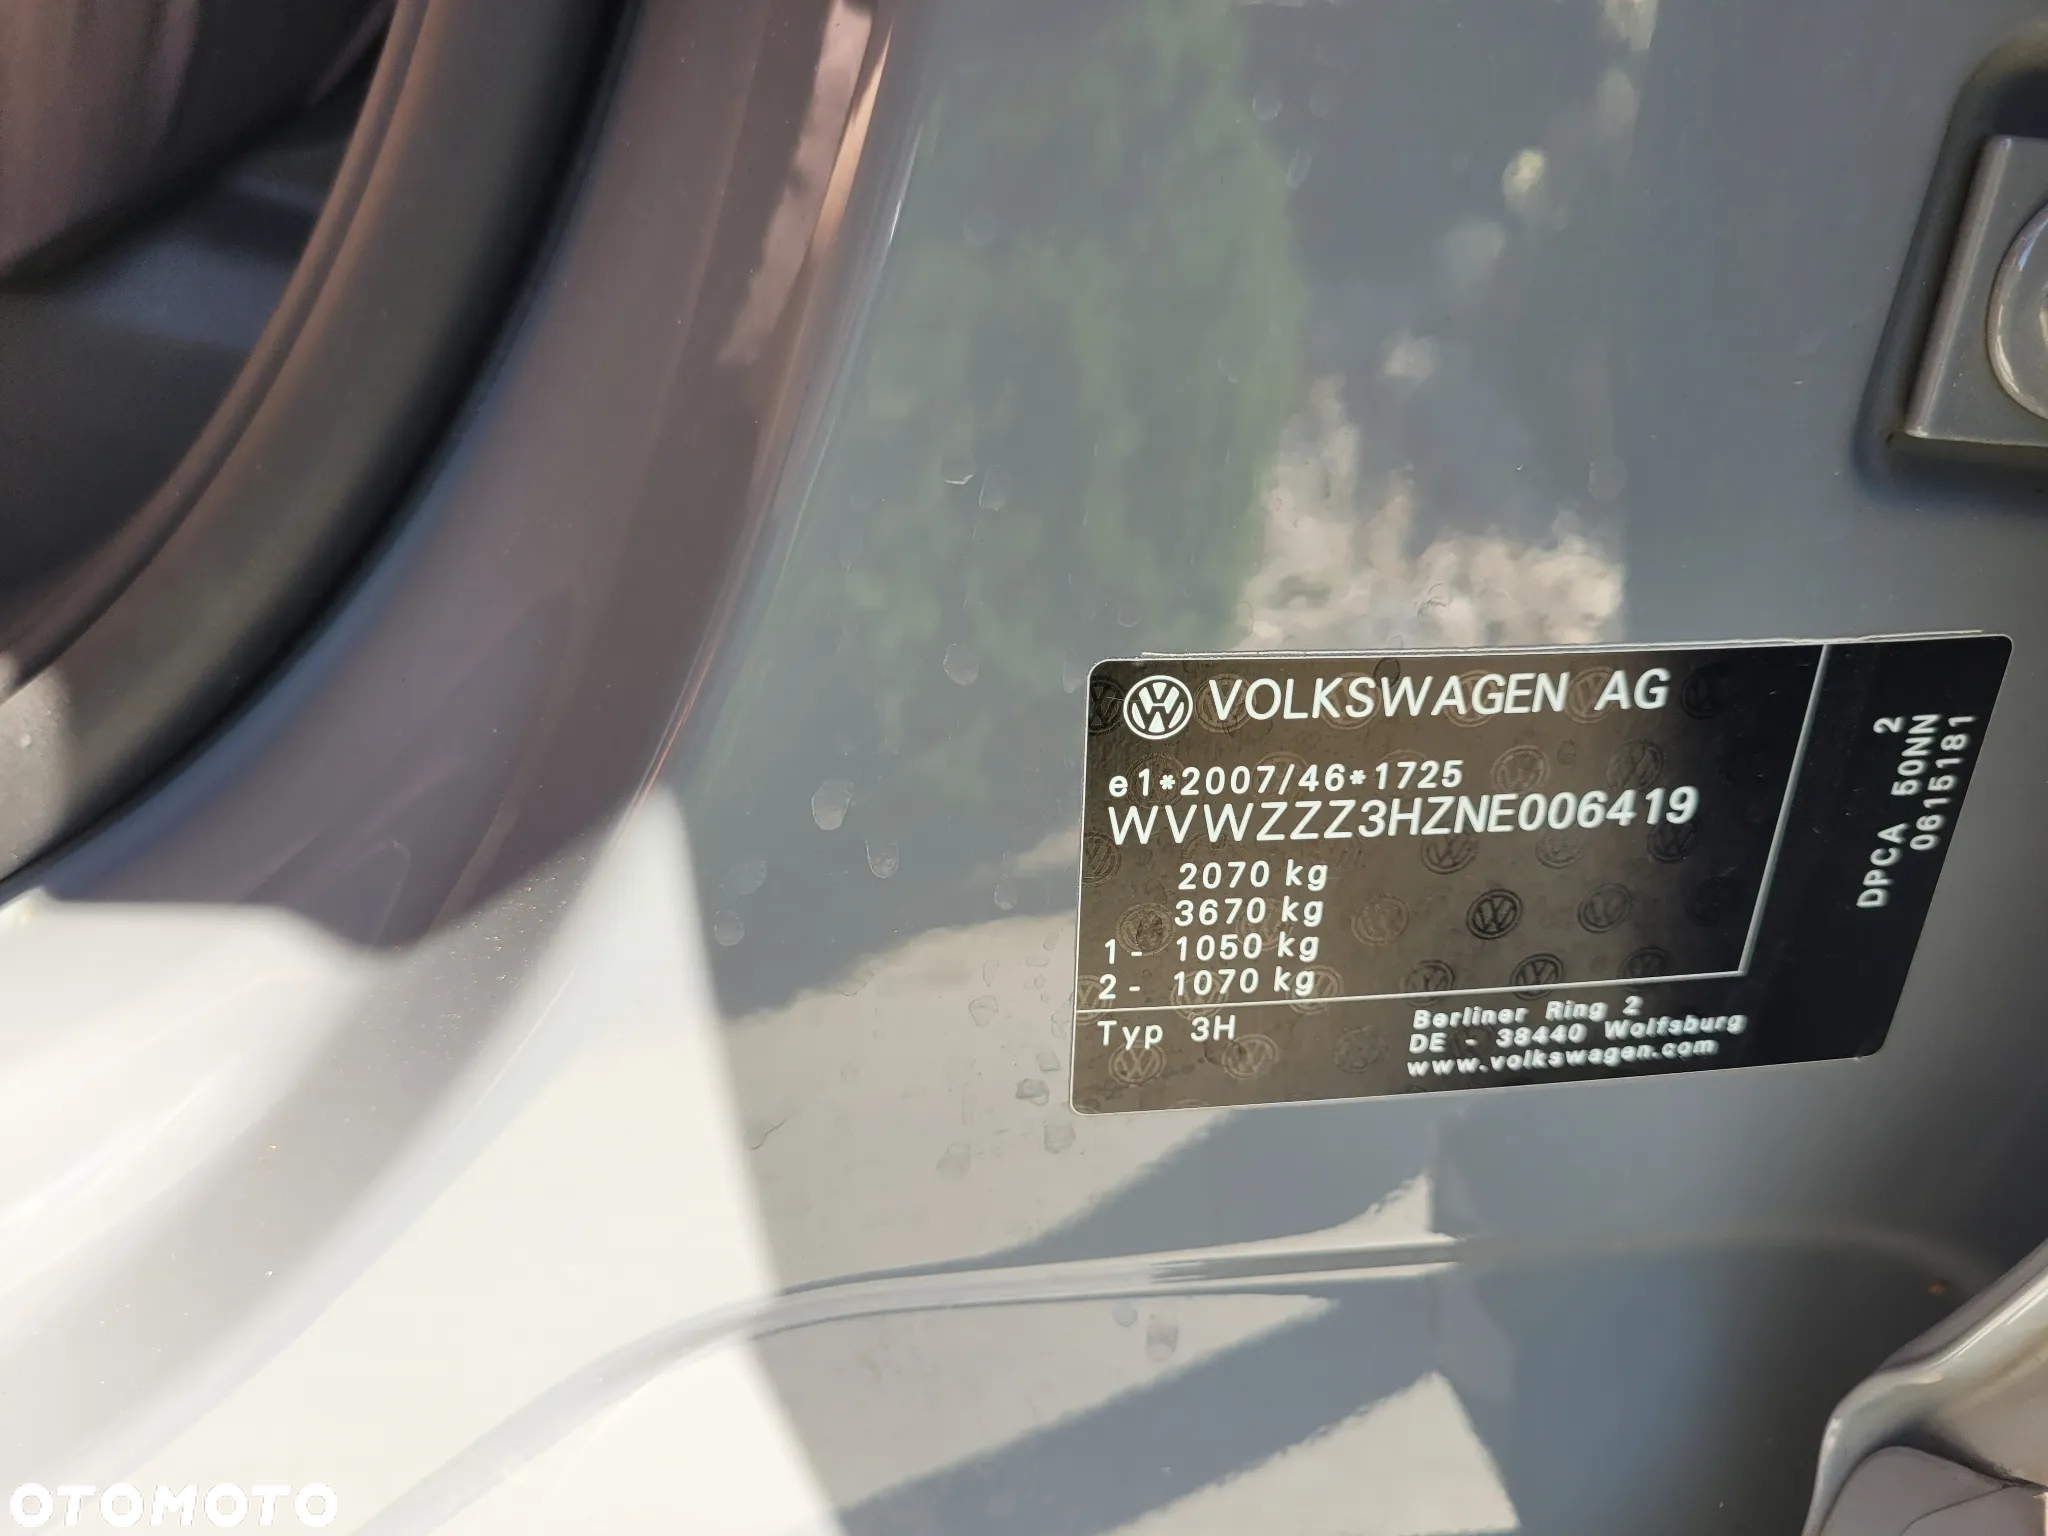 VOLKSWAGEN AG
e1*2007/46*1725
WVWZZZ3HZNE006419
2070 kg
3670 kg
1 - 1050 kg
2 - 1070 kg
Typ 3H
Berliner Ring 2
DE - 38440 Wolfsburg
www.volkswagen.com
2
DPCA 50NN
0615181
OTOMOTO